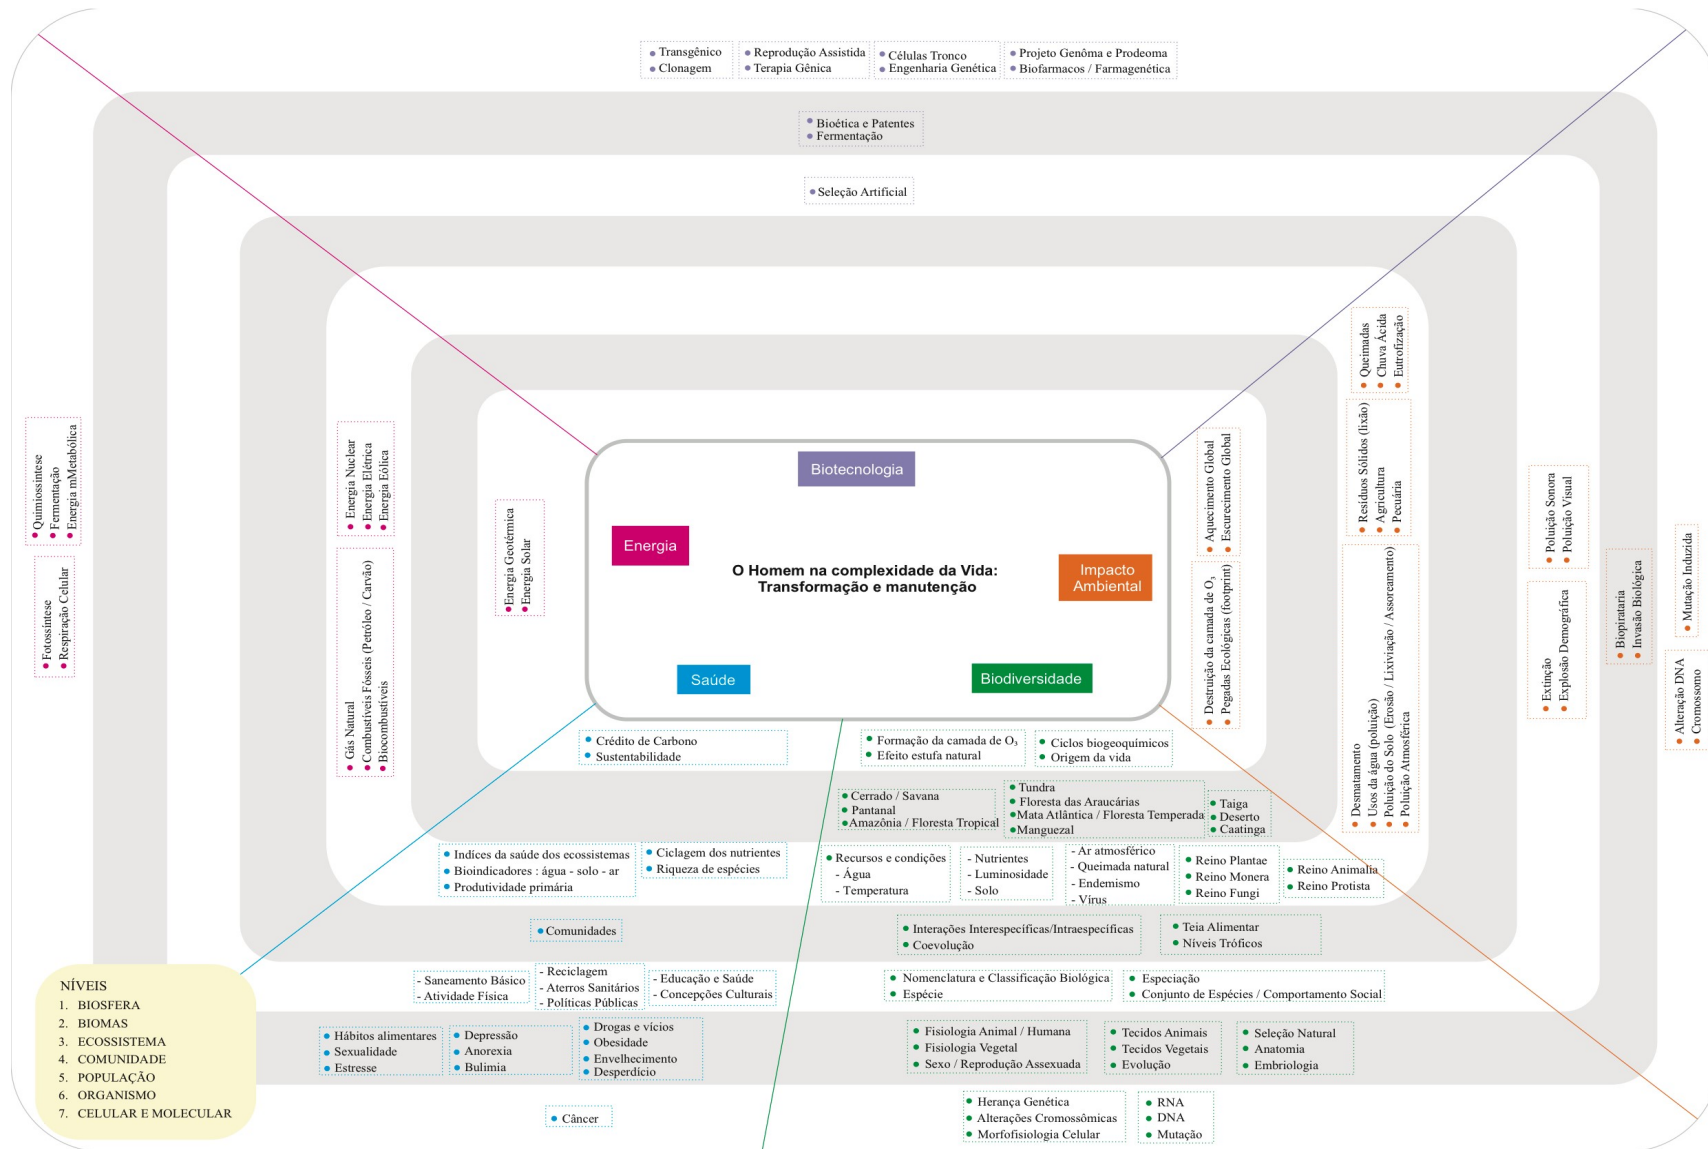 Transgênico
Clonagem
Reprodução Assistida
Terapia Gênica
Células Tronco
Engenharia Genética
Projeto Genôma e Prodeoma
Biofarmacos / Farmagenética
Bioética e Patentes
Fermentação
Seleção Artificial
Quimiossintese
Fermentação
Energia mMetabólica
Fotossíntese
Respiração Celular
Energia Nuclear
Energia Elétrica
Energia Eólica
Gás Natural
Combustíveis Fósseis (Petróleo / Carvão)
Biocombustíveis
Energia Geotérmica
Energia Solar
Biotecnologia
Energia
O Homem na complexidade da Vida:
Transformação e manutenção
Impacto
Ambiental
Saúde
Biodiversidade
Aquecimento Global
Escurecimento Global
Destruição da camada de O₃
Pegadas Ecológicas (footprint)
Queimadas
Chuva Ácida
Eutrofização
Resíduos Sólidos (lixão)
Agricultura
Pecuária
Desmatamento
Usos da água (poluição)
Poluição do Solo (Erosão / Lixiviação / Assoreamento)
Poluição Atmosférica
Poluição Sonora
Poluição Visual
Extinção
Explosão Demográfica
Biopirataria
Invasão Biológica
Mutação Induzida
Alteração DNA
Cromossomo
Crédito de Carbono
Sustentabilidade
Formação da camada de O₃
Efeito estufa natural
Ciclos biogeoquímicos
Origem da vida
Cerrado / Savana
Pantanal
Amazônia / Floresta Tropical
Tundra
Floresta das Araucárias
Mata Atlântica / Floresta Temperada
Manguezal
Taiga
Deserto
Caatinga
Indíces da saúde dos ecossistemas
Bioindicadores : água - solo - ar
Produtividade primária
Ciclagem dos nutrientes
Riqueza de espécies
Recursos e condições
- Água
- Temperatura
- Nutrientes
- Luminosidade
- Solo
- Ar atmosférico
- Queimada natural
- Endemismo
- Vírus
Reino Plantae
Reino Monera
Reino Fungi
Reino Animalia
Reino Protista
Comunidades
Interações Interespecíficas/Intraespecíficas
Coevolução
Teia Alimentar
Níveis Tróficos
- Saneamento Básico
- Atividade Física
- Reciclagem
- Aterros Sanitários
- Políticas Públicas
- Educação e Saúde
- Concepções Culturais
Nomenclatura e Classificação Biológica
Espécie
Especiação
Conjunto de Espécies / Comportamento Social
Hábitos alimentares
Sexualidade
Estresse
Depressão
Anorexia
Bulimia
Drogas e vícios
Obesidade
Envelhecimento
Desperdício
Fisiologia Animal / Humana
Fisiologia Vegetal
Sexo / Reprodução Assexuada
Tecidos Animais
Tecidos Vegetais
Evolução
Seleção Natural
Anatomia
Embriologia
Câncer
Herança Genética
Alterações Cromossômicas
Morfofisiologia Celular
RNA
DNA
Mutação
NÍVEIS
1. BIOSFERA
2. BIOMAS
3. ECOSSISTEMA
4. COMUNIDADE
5. POPULAÇÃO
6. ORGANISMO
7. CELULAR E MOLECULAR